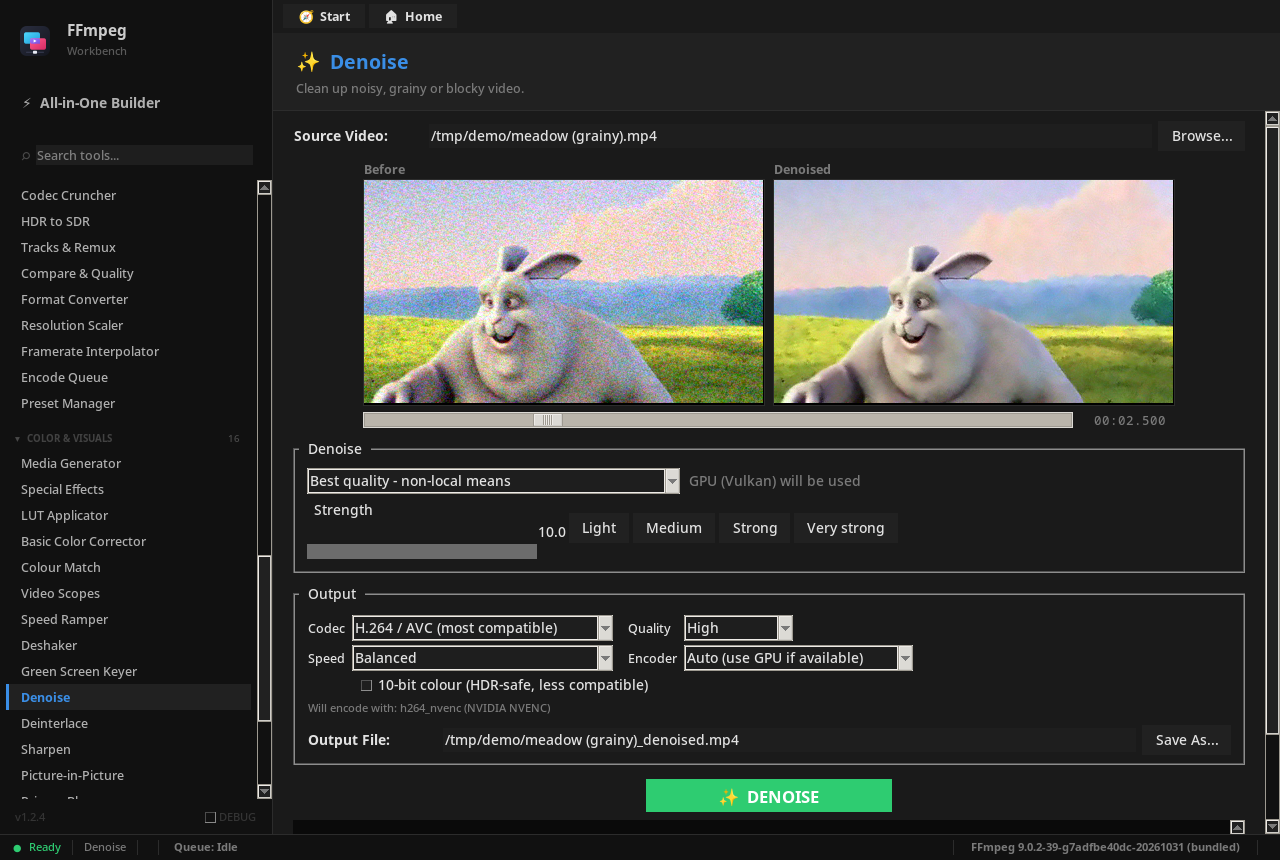 FFmpeg
Workbench
⚡ All-in-One Builder
Search tools...
Codec Cruncher
HDR to SDR
Tracks & Remux
Compare & Quality
Format Converter
Resolution Scaler
Framerate Interpolator
Encode Queue
Preset Manager
▾ COLOR & VISUALS 16
Media Generator
Special Effects
LUT Applicator
Basic Color Corrector
Colour Match
Video Scopes
Speed Ramper
Deshaker
Green Screen Keyer
Denoise
Deinterlace
Sharpen
Picture-in-Picture
v1.2.4 DEBUG
🧭 Start 🏠 Home
✨ Denoise
Clean up noisy, grainy or blocky video.
Source Video: /tmp/demo/meadow (grainy).mp4 Browse...
Before Denoised
00:02.500
Denoise
Best quality - non-local means GPU (Vulkan) will be used
Strength
10.0 Light Medium Strong Very strong
Output
Codec H.264 / AVC (most compatible) Quality High
Speed Balanced Encoder Auto (use GPU if available)
10-bit colour (HDR-safe, less compatible)
Will encode with: h264_nvenc (NVIDIA NVENC)
Output File: /tmp/demo/meadow (grainy)_denoised.mp4 Save As...
✨ DENOISE
● Ready Denoise Queue: Idle FFmpeg 9.0.2-39-g7adfbe40dc-20261031 (bundled)